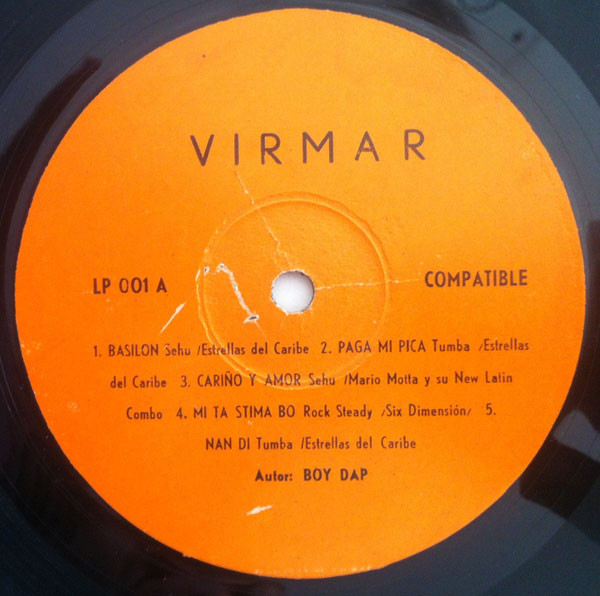 VIRMAR
LP 001 A
COMPATIBLE
1. BASILON Sehu /Estrellas del Caribe 2. PAGA MI PICA Tumba /Estrellas
del Caribe 3. CARIÑO Y AMOR Sehu /Mario Motta y su New Latin
Combo 4. MI TA STIMA BO Rock Steady /Six Dimensión/ 5.
NAN DI Tumba /Estrellas del Caribe
Autor: BOY DAP